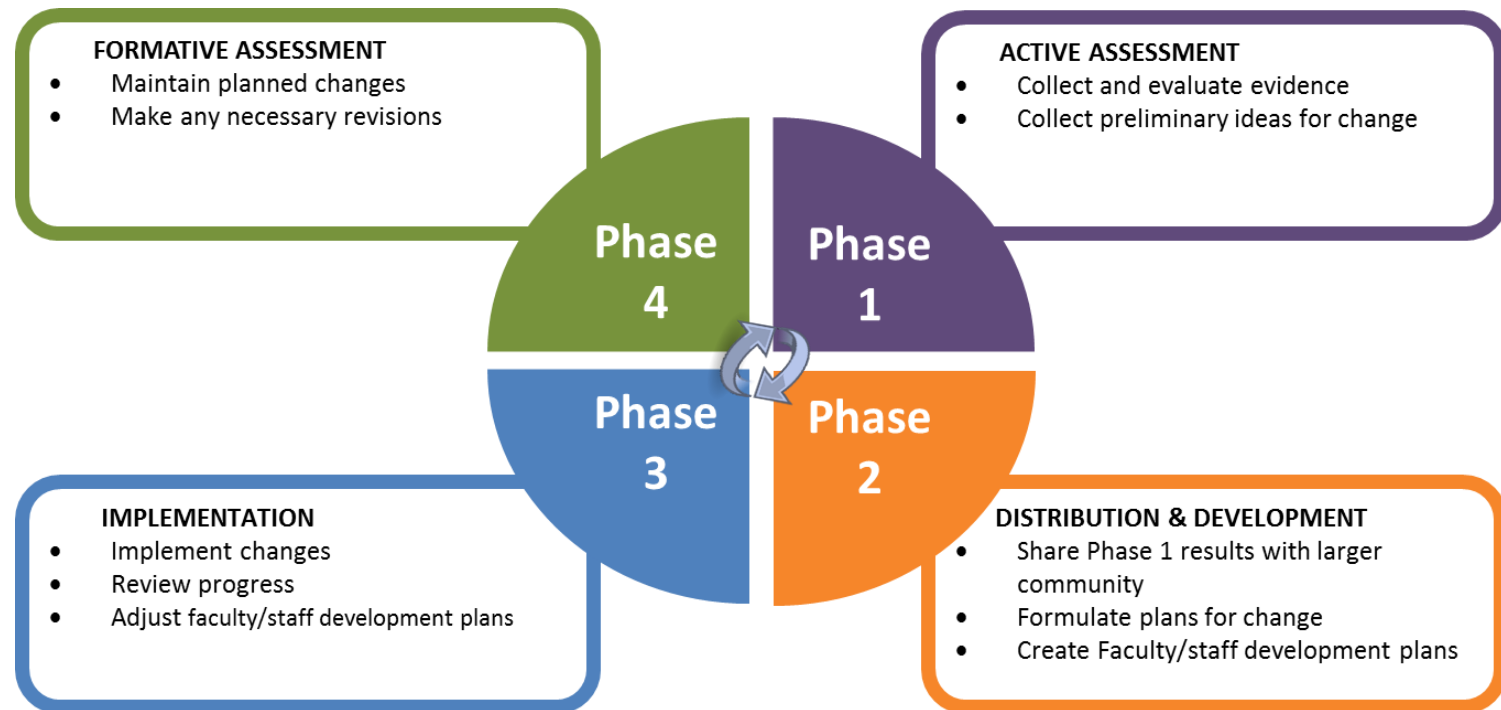 FORMATIVE ASSESSMENT
• Maintain planned changes
• Make any necessary revisions
ACTIVE ASSESSMENT
• Collect and evaluate evidence
• Collect preliminary ideas for change
Phase
4
Phase
1
Phase
3
Phase
2
IMPLEMENTATION
• Implement changes
• Review progress
• Adjust faculty/staff development plans
DISTRIBUTION & DEVELOPMENT
• Share Phase 1 results with larger
community
• Formulate plans for change
• Create Faculty/staff development plans